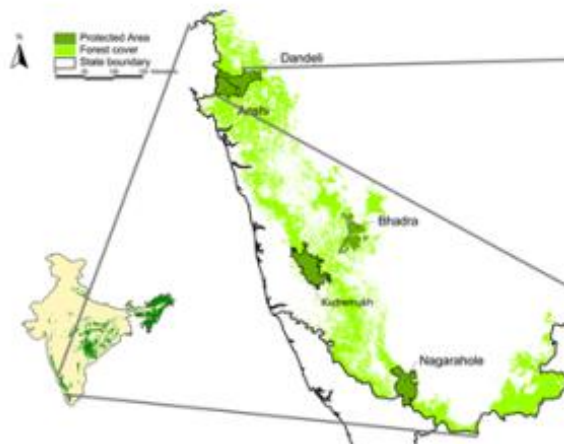 N
Protected Area
Forest cover
State boundary
Dandeli
Anshi
Bhadra
Kudremukh
Nagarahole